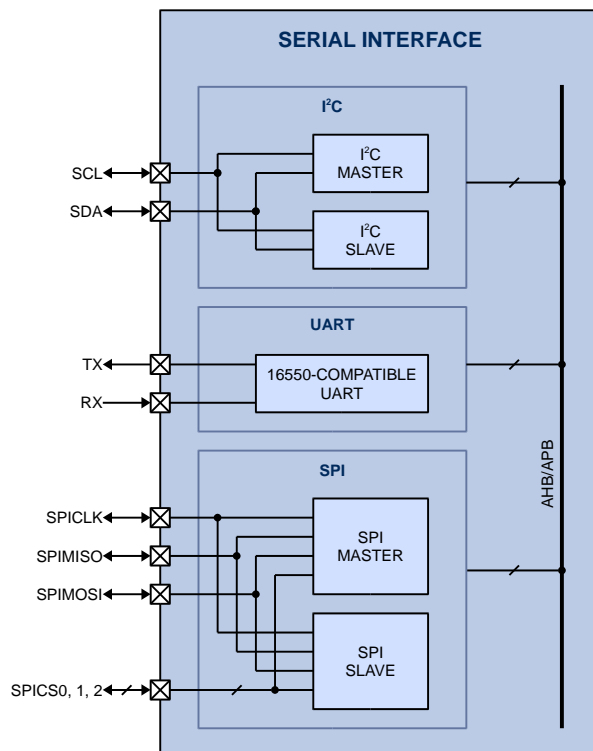 SERIAL INTERFACE
I²C
I²C
MASTER
SCL
SDA
I²C
SLAVE
UART
TX
16550-COMPATIBLE
UART
RX
AHB/APB
SPI
SPICLK
SPI
MASTER
SPIMISO
SPIMOSI
SPI
SLAVE
SPICS0, 1, 2